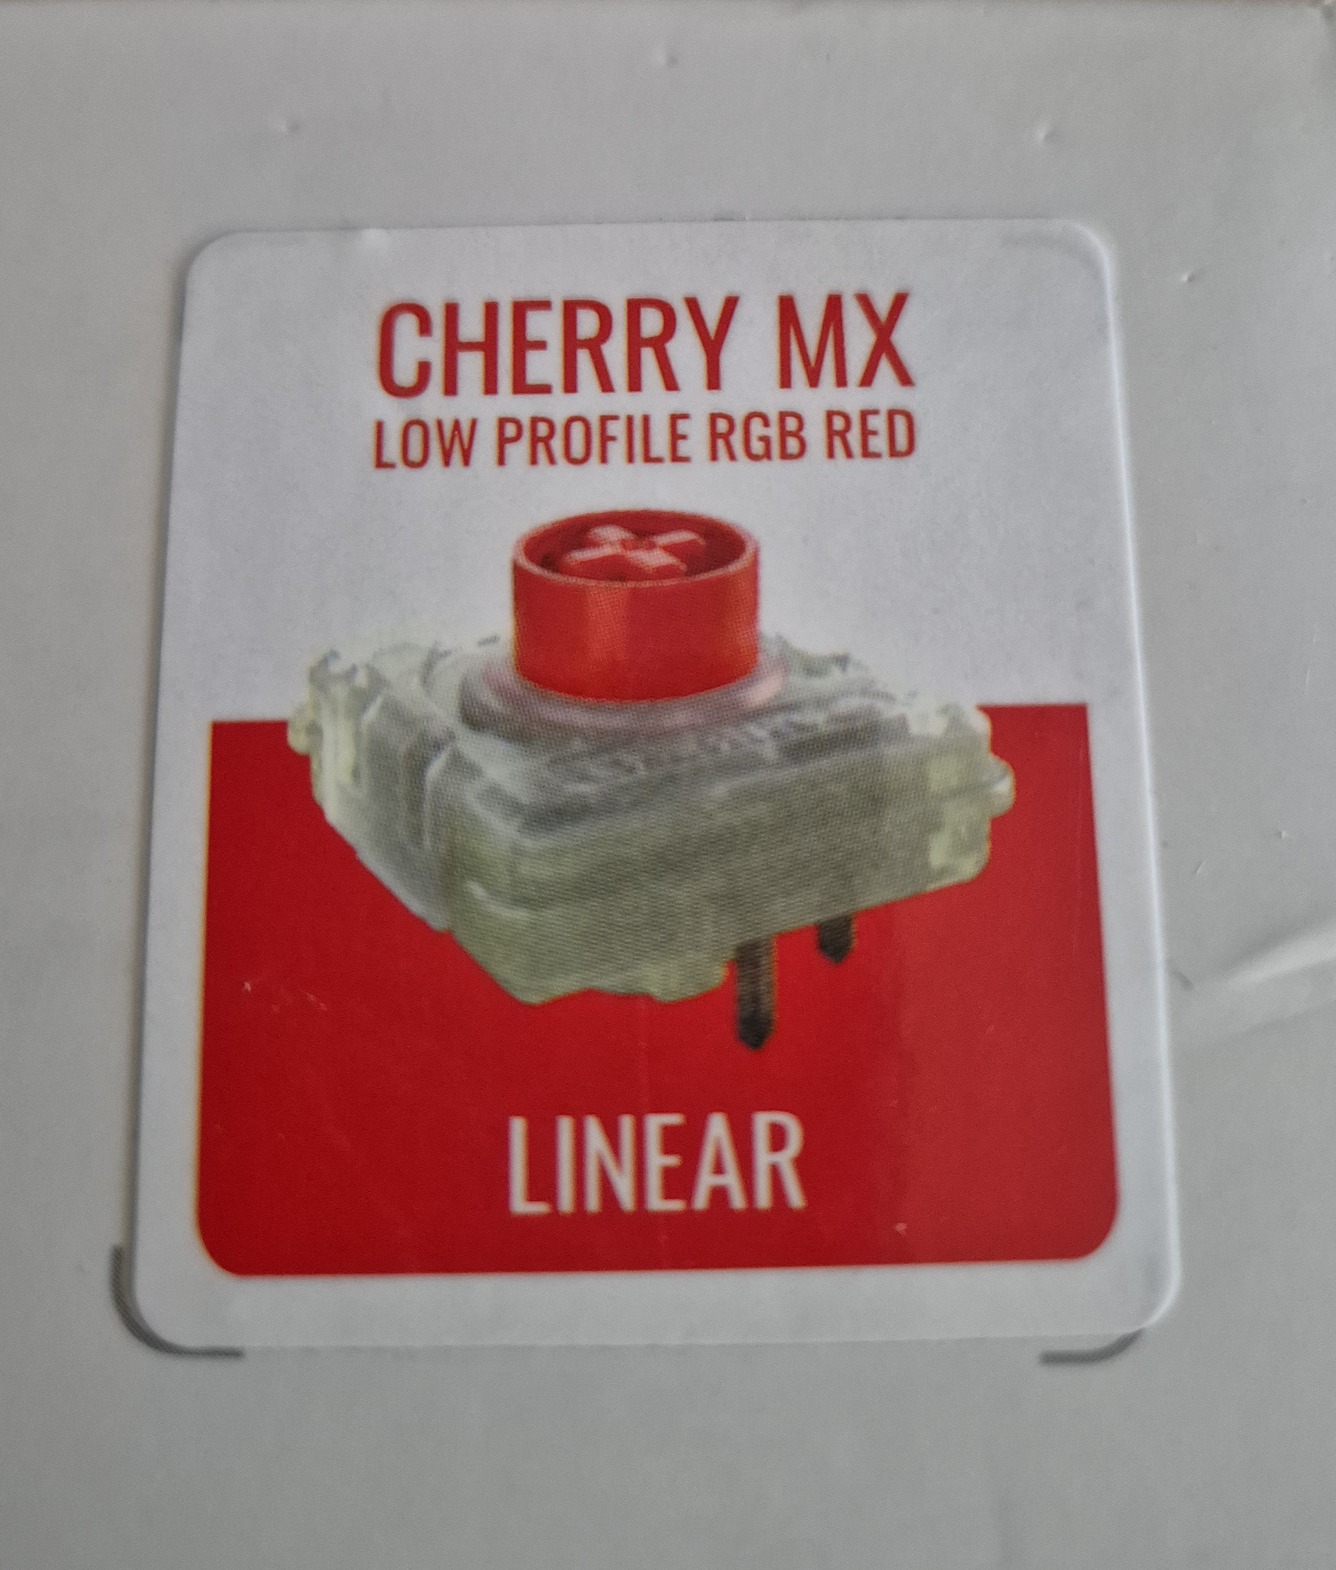 CHERRY MX
LOW PROFILE RGB RED
LINEAR